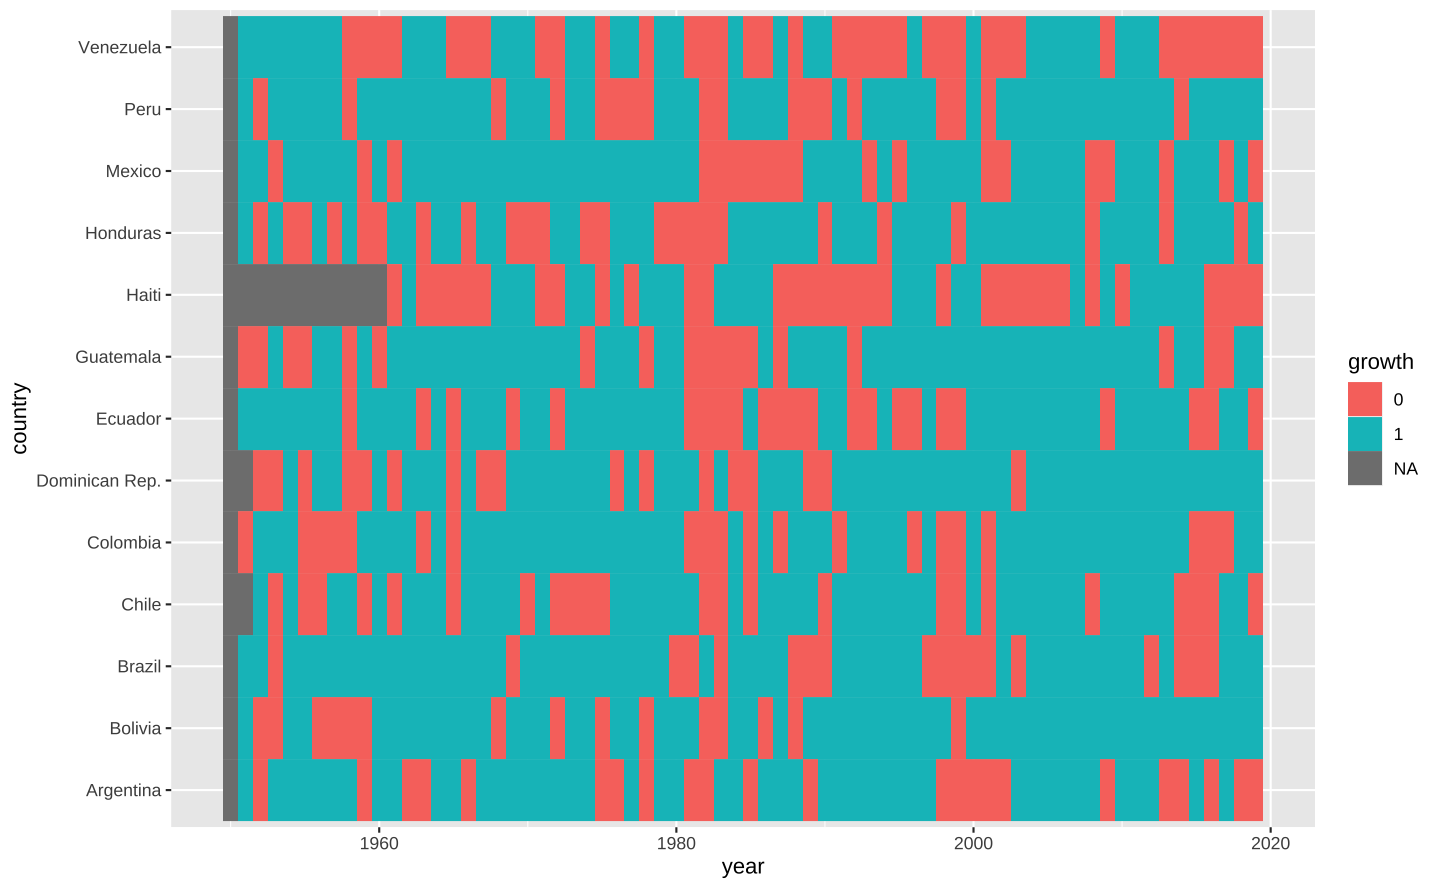 Venezuela
Peru
Mexico
Honduras
Haiti
Guatemala
Ecuador
Dominican Rep.
Colombia
Chile
Brazil
Bolivia
Argentina
country
1960 1980 2000 2020
year
growth
0
1
NA